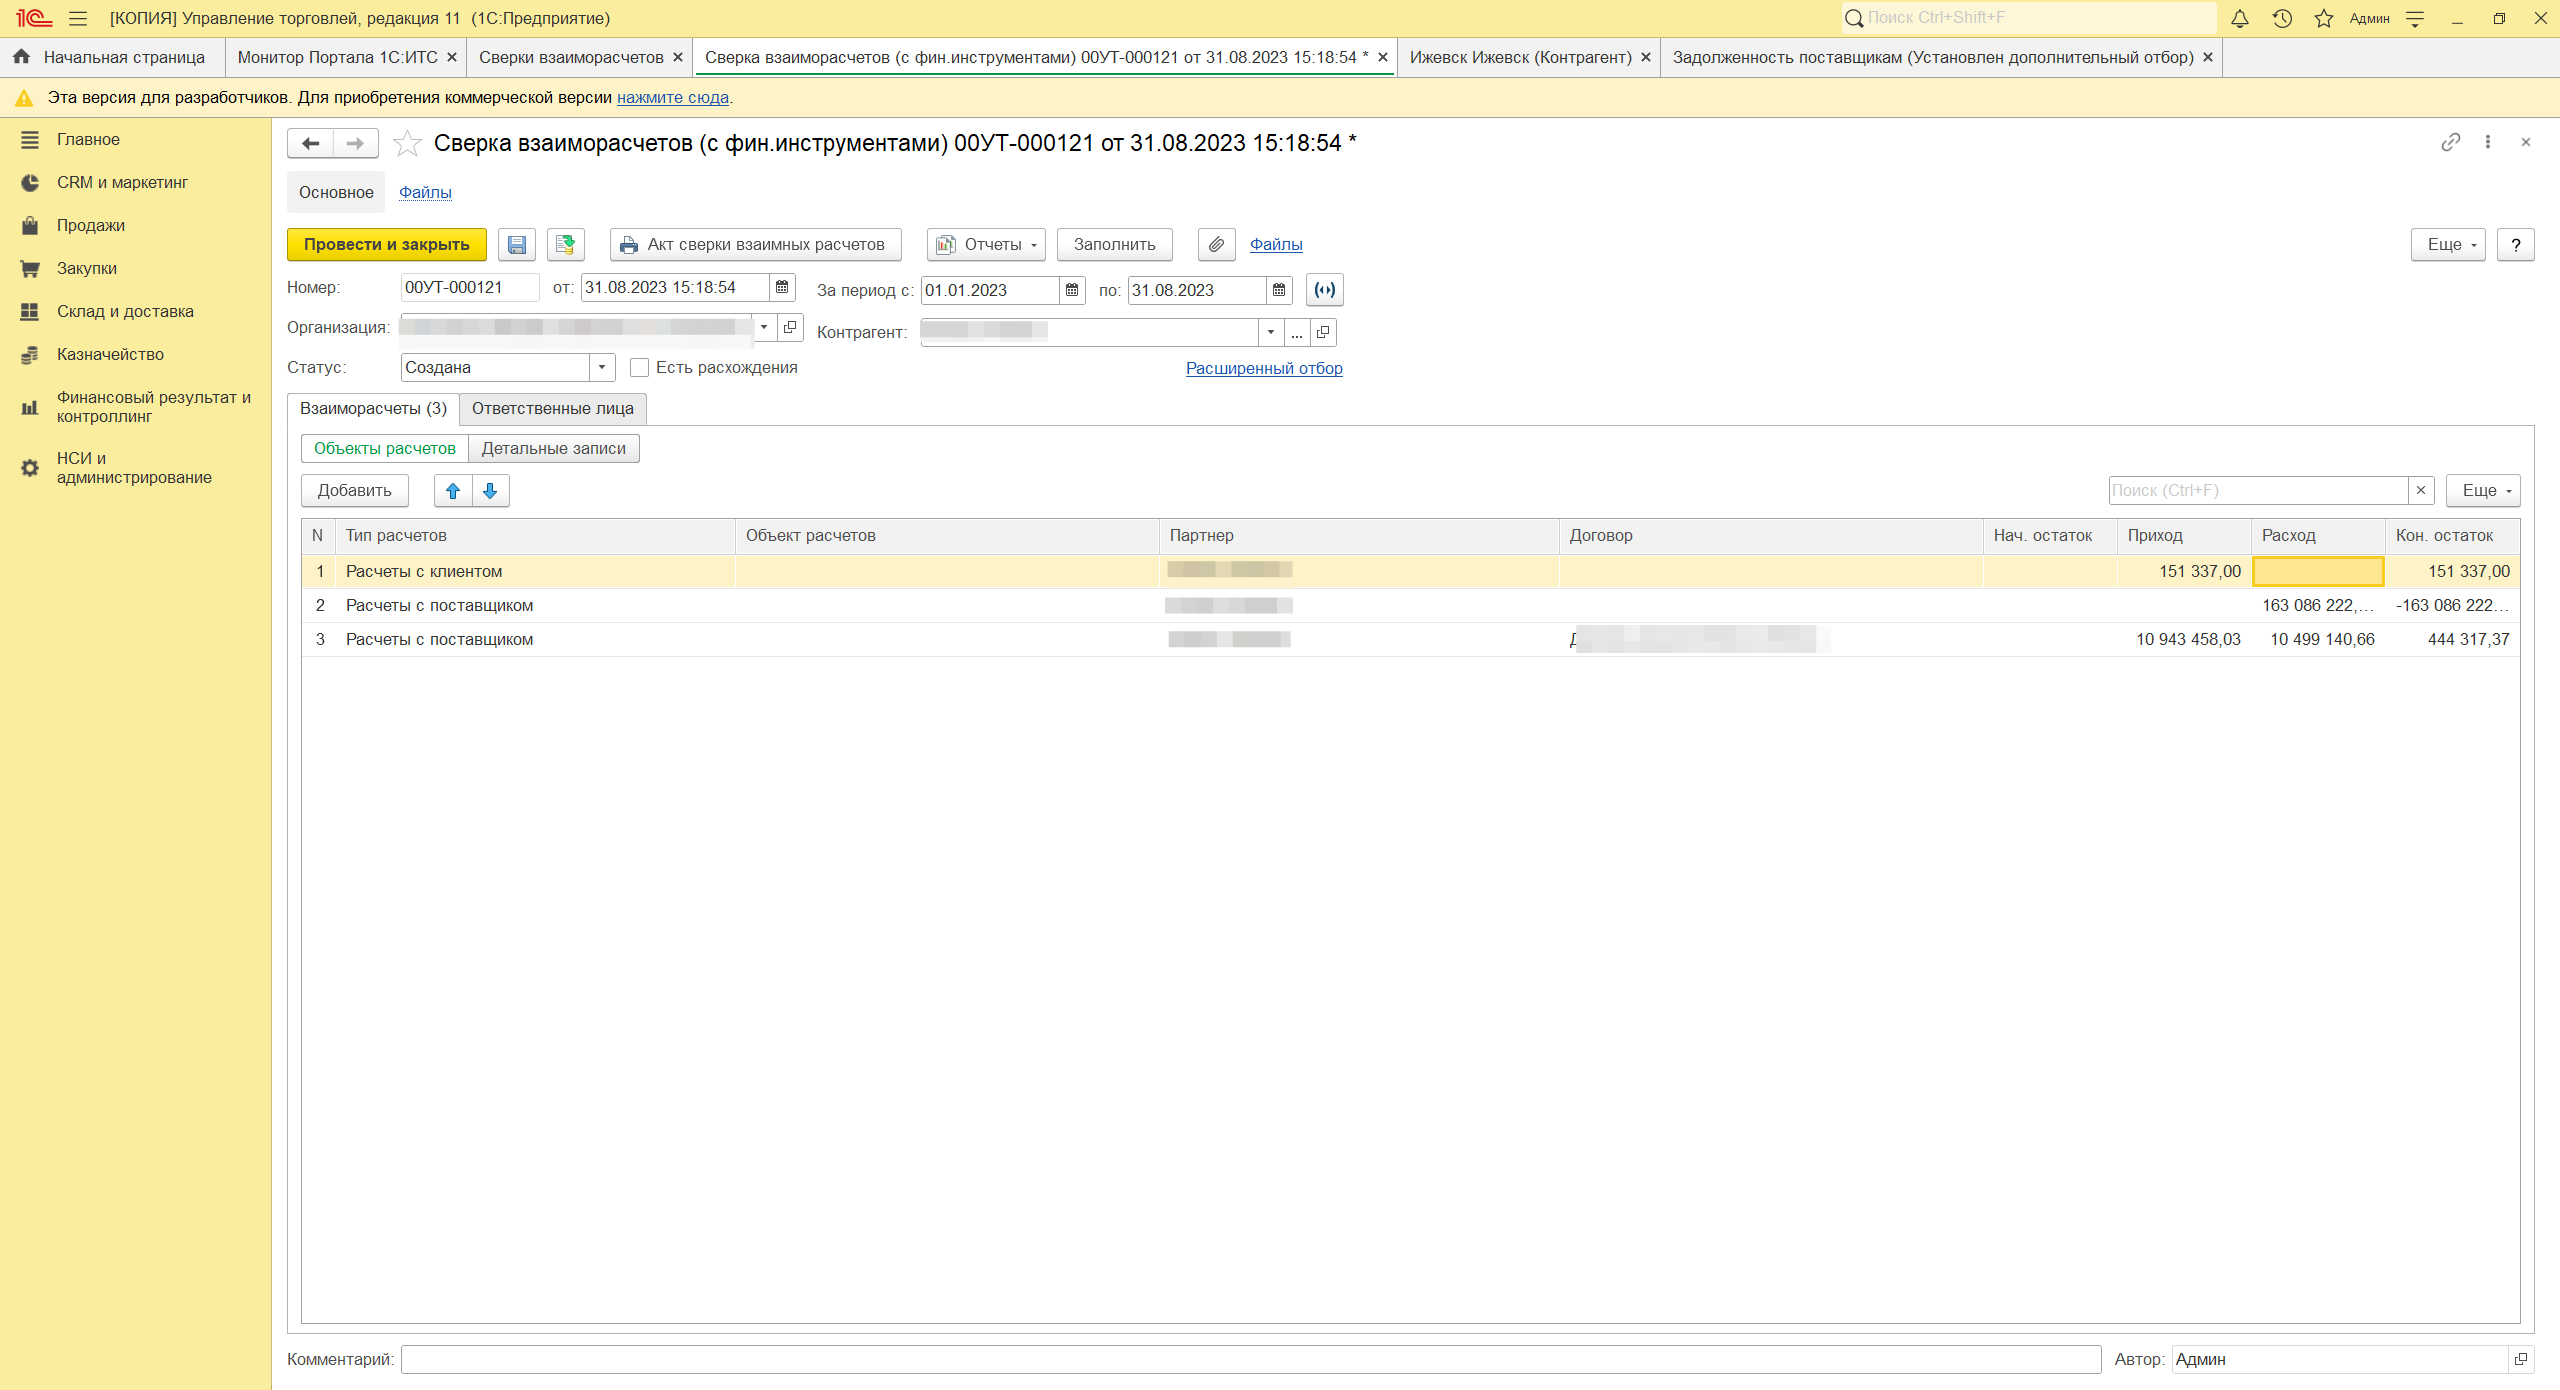 [КОПИЯ] Управление торговлей, редакция 11 (1С:Предприятие)
Поиск Ctrl+Shift+F
Админ
Начальная страница
Монитор Портала 1С:ИТС
Сверки взаиморасчетов
Сверка взаиморасчетов (с фин.инструментами) 00УТ-000121 от 31.08.2023 15:18:54 *
Ижевск Ижевск (Контрагент)
Задолженность поставщикам (Установлен дополнительный отбор)
Эта версия для разработчиков. Для приобретения коммерческой версии нажмите сюда.
Главное
CRM и маркетинг
Продажи
Закупки
Склад и доставка
Казначейство
Финансовый результат и
контроллинг
НСИ и
администрирование
Сверка взаиморасчетов (с фин.инструментами) 00УТ-000121 от 31.08.2023 15:18:54 *
Основное
Файлы
Провести и закрыть
Акт сверки взаимных расчетов
Отчеты
Заполнить
Файлы
Еще
?
Номер: 00УТ-000121 от: 31.08.2023 15:18:54
За период с: 01.01.2023 по: 31.08.2023
Организация:
Контрагент:
...
Статус: Создана
Есть расхождения
Расширенный отбор
Взаиморасчеты (3)
Ответственные лица
Объекты расчетов
Детальные записи
Добавить
Поиск (Ctrl+F)
Еще
N Тип расчетов Объект расчетов Партнер Договор Нач. остаток Приход Расход Кон. остаток
1 Расчеты с клиентом 151 337,00 151 337,00
2 Расчеты с поставщиком 163 086 222,... -163 086 222...
3 Расчеты с поставщиком 10 943 458,03 10 499 140,66 444 317,37
Комментарий:
Автор: Админ